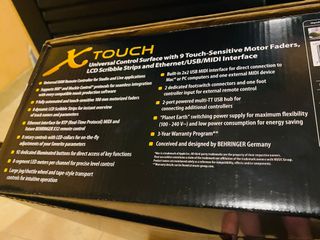 X TOUCH
Universal Control Surface with 9 Touch-Sensitive Motor Faders,
LCD Scribble Strips and Ethernet/USB/MIDI Interface
Universal DAW Remote Controller for Studio and Live applications
Supports HUI* and Mackie Control* protocols for seamless integration
with every compatible music production software
9 fully-automated and touch-sensitive 100 mm motorized faders
8 dynamic LCD Scribble Strips for instant overview
of track names and parameters
Ethernet interface for RTP (Real-Time Protocol) MIDI and
Future BEHRINGER remote modes
8 rotary controls with LED collars for on-the-fly
adjustments of your favorite parameters
92 dedicated illuminated buttons for direct access of key functions
8-segment LED meters per channel for precise level control
Large jog/shuttle wheel and tape-style transport
controls for intuitive operation
Built-in 2x2 USB MIDI interface for direct connection to
Mac* or PC computers and one external MIDI device
2 dedicated footswitch connectors and one foot
controller input for external remote control
2-port powered multi-TT USB hub for
connecting additional controllers
"Planet Earth" switching power supply for maximum flexibility
(100 - 240 V~) and low power consumption for energy saving
3-Year Warranty Program**
Conceived and designed by BEHRINGER Germany